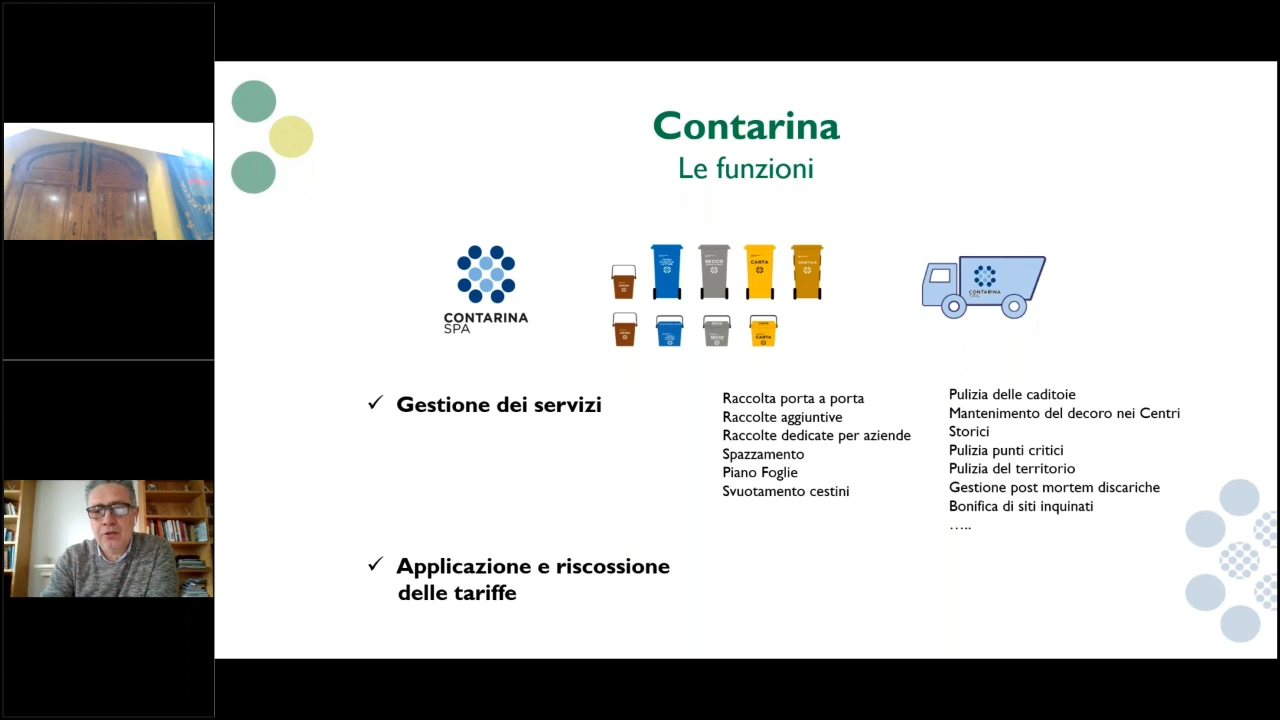 Contarina
Le funzioni
CONTARINA
SPA
SECCO
CARTA
CARTA
CONTARINA
SPA
✓ Gestione dei servizi
Raccolta porta a porta
Raccolte aggiuntive
Raccolte dedicate per aziende
Spazzamento
Piano Foglie
Svuotamento cestini
Pulizia delle caditoie
Mantenimento del decoro nei Centri
Storici
Pulizia punti critici
Pulizia del territorio
Gestione post mortem discariche
Bonifica di siti inquinati
…..
✓ Applicazione e riscossione
delle tariffe